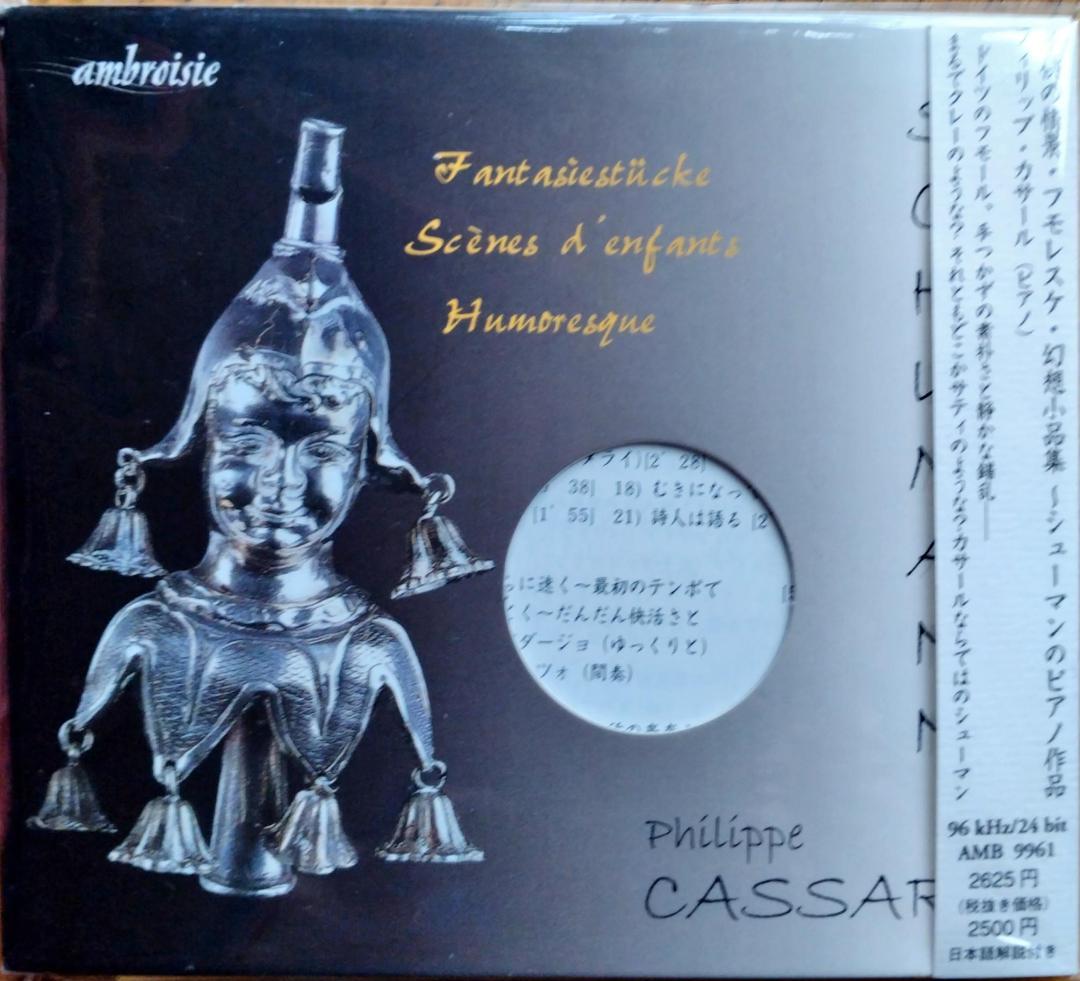 ambroisie
Fantasiestücke
Scènes d'enfants
Humoresque
SCHUMANN
メライ)[2' 28]
38] 18) むきになっ
[1' 55] 21) 詩人は語る [2
に速く～最初のテンポで
く～だんだん快活さと
ダージョ (ゆっくりと)
ツォ (間奏)
Philippe
CASSAR
の情景・フモレスケ・幻想小品集 ～シューマンのピアノ作品
フィリップ・カサール (ピアノ)
ドイツのフモール。手つかずの素朴さと静かな錯乱――
まるでクレーのような? それともどこかサティのような? カサールならではのシューマン
96 kHz/24 bit
AMB 9961
2625円
(税抜き価格)
2500円
日本語解説付き